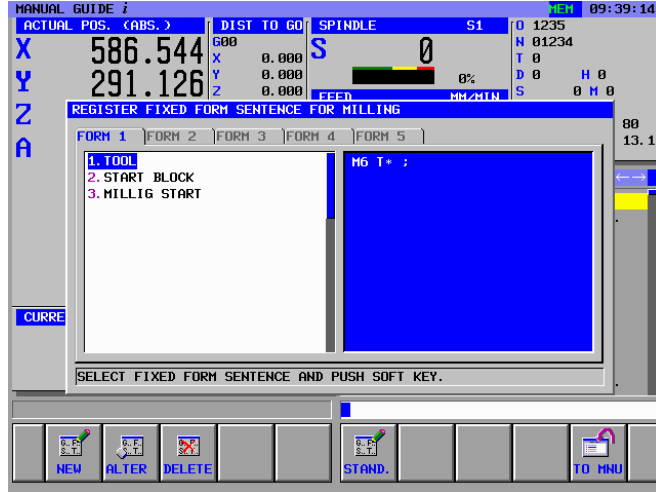 MANUAL GUIDE i MEM 09:39:14
ACTUAL POS. (ABS.) DIST TO GO SPINDLE S1 O 1235
X 586.544 G00 X 0.000 S 0 N 01234
T 0
Y 291.126 Y 0.000 0% D 0 H 0
Z 0.000 FEED MM/MIN S 0 M 0
Z
A
80
13.1
REGISTER FIXED FORM SENTENCE FOR MILLING
FORM 1 FORM 2 FORM 3 FORM 4 FORM 5
1. TOOL
2. START BLOCK
3. MILLIG START
M6 T* ;
←→
CURRE
SELECT FIXED FORM SENTENCE AND PUSH SOFT KEY.
NEW ALTER DELETE STAND. TO MNU